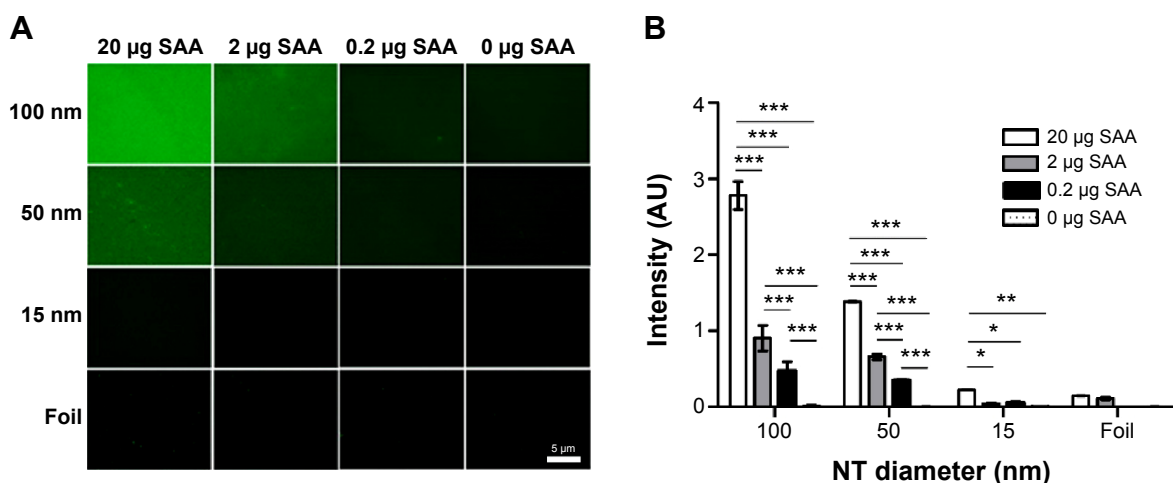 A
20 µg SAA 2 µg SAA 0.2 µg SAA 0 µg SAA
100 nm
50 nm
15 nm
Foil
5 µm
B
4
3
2
1
0
Intensity (AU)
*** 
***
***
***
***
***
***
***
***
***
***
***
**
*
*
20 µg SAA
2 µg SAA
0.2 µg SAA
0 µg SAA
100 50 15 Foil
NT diameter (nm)